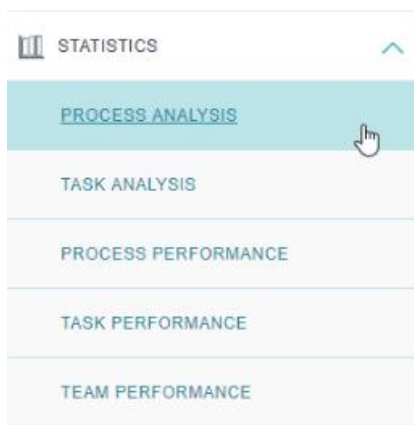 STATISTICS
PROCESS ANALYSIS
TASK ANALYSIS
PROCESS PERFORMANCE
TASK PERFORMANCE
TEAM PERFORMANCE